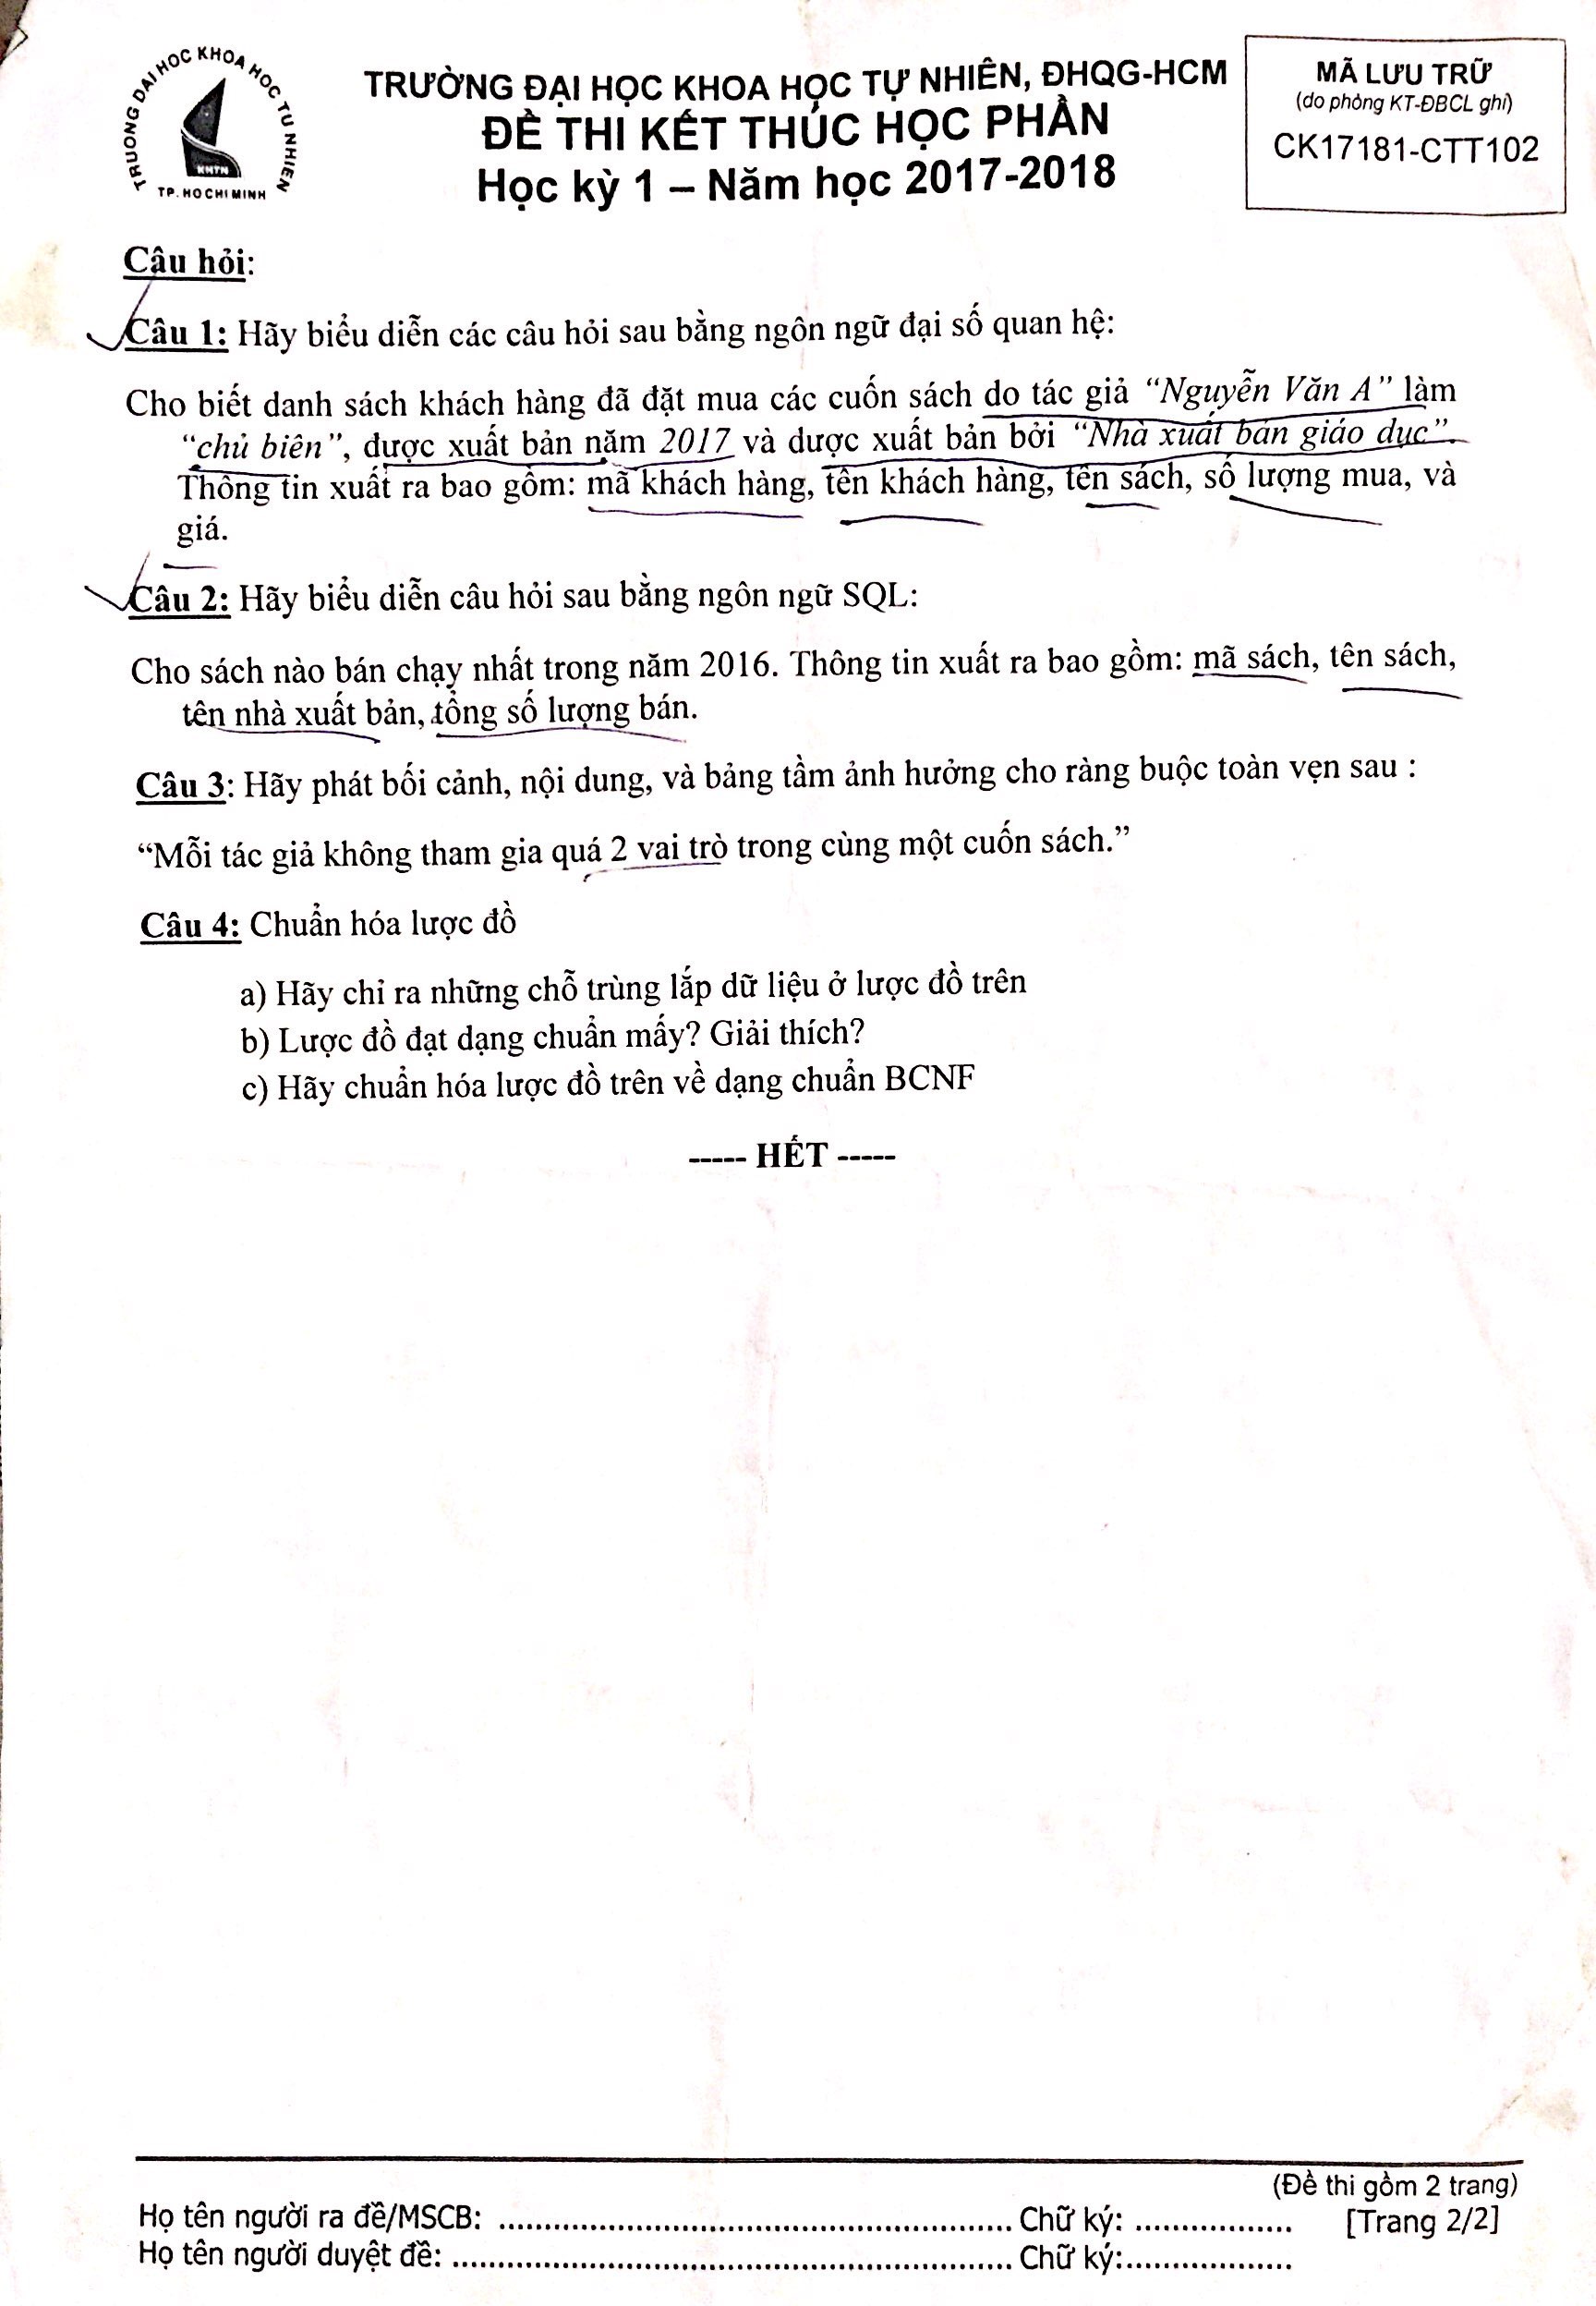 TRUONG DAI HOC KHOA HOC TU NHIEN
KHTN
TP. HO CHI MINH
TRƯỜNG ĐẠI HỌC KHOA HỌC TỰ NHIÊN, ĐHQG-HCM
ĐỀ THI KẾT THÚC HỌC PHẦN
Học kỳ 1 – Năm học 2017-2018
MÃ LƯU TRỮ
(do phòng KT-ĐBCL ghi)
CK17181-CTT102
Câu hỏi:
Câu 1: Hãy biểu diễn các câu hỏi sau bằng ngôn ngữ đại số quan hệ:
Cho biết danh sách khách hàng đã đặt mua các cuốn sách do tác giả “Nguyễn Văn A” làm
“chủ biên”, được xuất bản năm 2017 và dược xuất bản bởi “Nhà xuất bản giáo dục”.
Thông tin xuất ra bao gồm: mã khách hàng, tên khách hàng, tên sách, số lượng mua, và
giá.
Câu 2: Hãy biểu diễn câu hỏi sau bằng ngôn ngữ SQL:
Cho sách nào bán chạy nhất trong năm 2016. Thông tin xuất ra bao gồm: mã sách, tên sách,
tên nhà xuất bản, tổng số lượng bán.
Câu 3: Hãy phát bối cảnh, nội dung, và bảng tầm ảnh hưởng cho ràng buộc toàn vẹn sau :
“Mỗi tác giả không tham gia quá 2 vai trò trong cùng một cuốn sách.”
Câu 4: Chuẩn hóa lược đồ
a) Hãy chỉ ra những chỗ trùng lắp dữ liệu ở lược đồ trên
b) Lược đồ đạt dạng chuẩn mấy? Giải thích?
c) Hãy chuẩn hóa lược đồ trên về dạng chuẩn BCNF
----- HẾT -----
(Đề thi gồm 2 trang)
Họ tên người ra đề/MSCB: ........................................................ Chữ ký: .................. [Trang 2/2]
Họ tên người duyệt đề: ............................................................. Chữ ký:..................